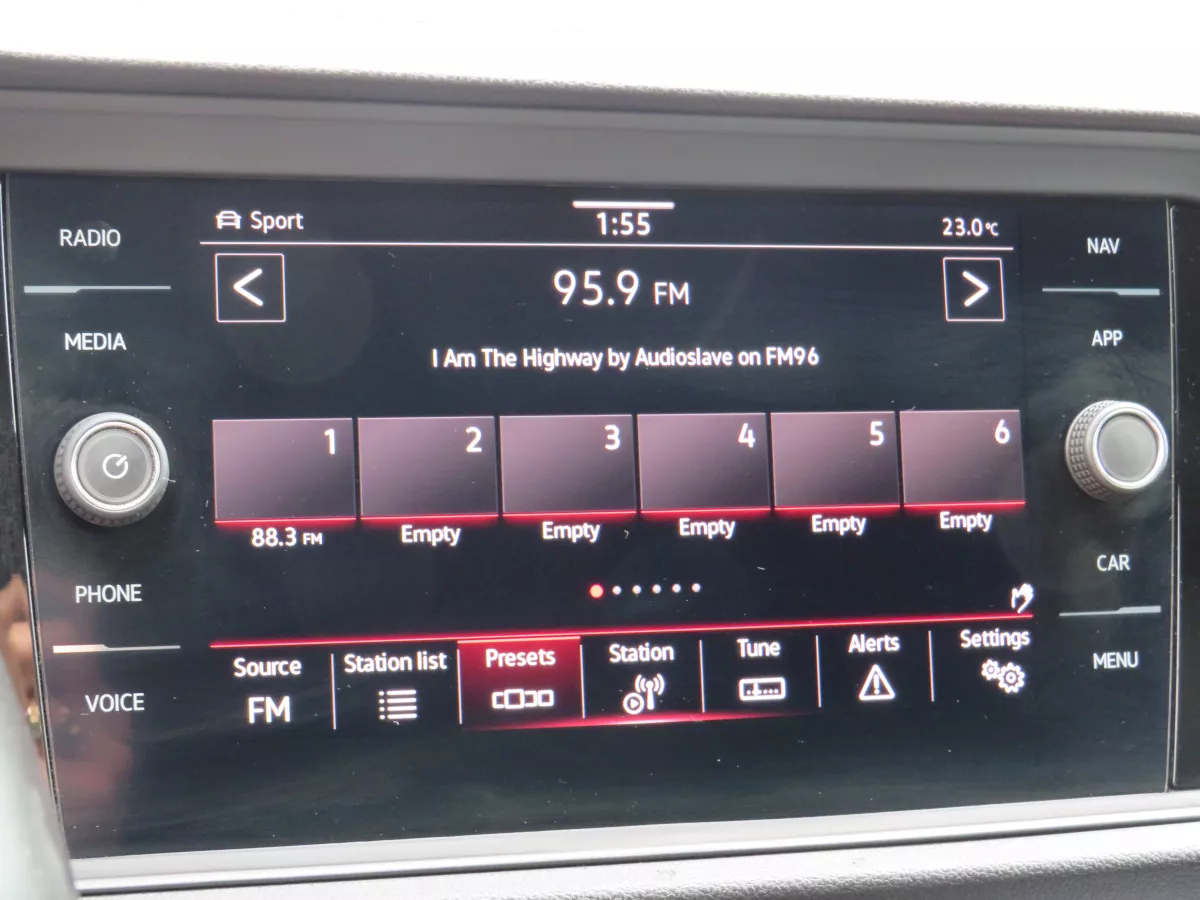 RADIO
MEDIA
PHONE
VOICE
Sport
1:55
23.0°C
<
95.9 FM
>
I Am The Highway by Audioslave on FM96
1
2
3
4
5
6
88.3 FM
Empty
Empty
Empty
Empty
Empty
Source
FM
Station list
Presets
Station
Tune
Alerts
Settings
NAV
APP
CAR
MENU